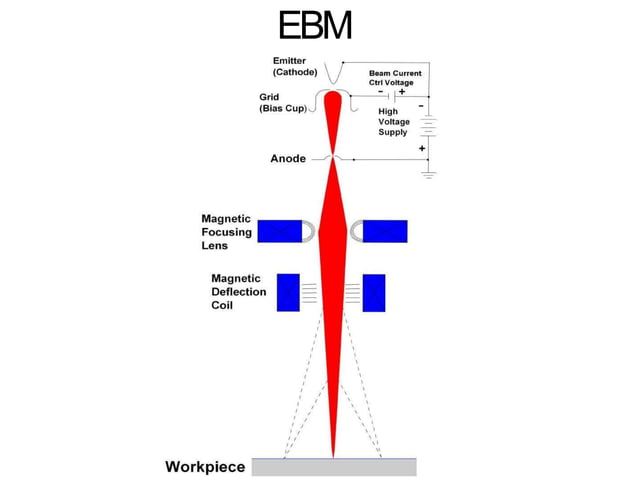 EBM
Emitter
(Cathode)
Beam Current
Ctrl Voltage
- +
Grid
(Bias Cup)
High
Voltage
Supply
-
+
Anode
Magnetic
Focusing
Lens
Magnetic
Deflection
Coil
Workpiece